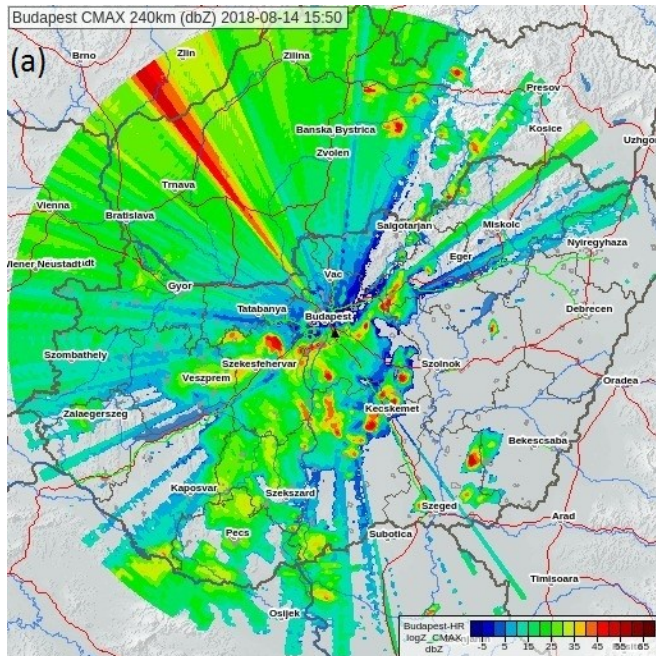 Budapest CMAX 240km (dbZ) 2018-08-14 15:50
(a)
Brno
Zlin
Zilina
Presov
Banska Bystrica
Kosice
Uzhgor
Zvolen
Trnava
Vienna
Bratislava
Salgotarjan
Miskolc
Nyiregyhaza
Eger
Wiener Neustadt
Vac
Gyor
Tatabanya
Budapest
Debrecen
Szombathely
Szekesfehervar
Szolnok
Veszprem
Oradea
Zalaegerszeg
Kecskemet
Bekescsaba
Kaposvar
Szekszard
Szeged
Pecs
Subotica
Arad
Timisoara
Osijek
Budapest-HR
logZ_CMAX
dbZ
-5 5 15 25 35 45 55 65